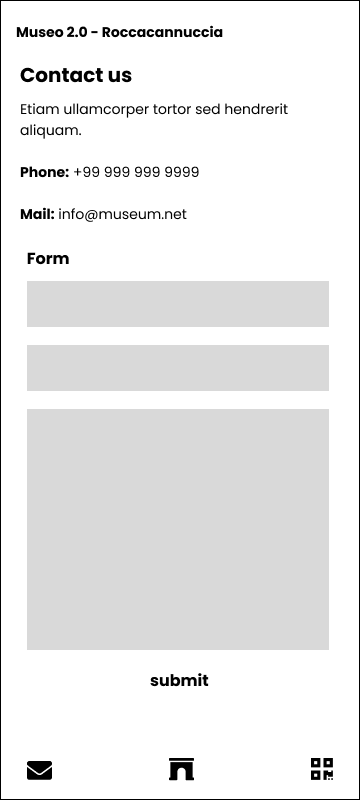 Museo 2.0 - Roccacannuccia
Contact us
Etiam ullamcorper tortor sed hendrerit
aliquam.
Phone: +99 999 999 9999
Mail: info@museum.net
Form
submit